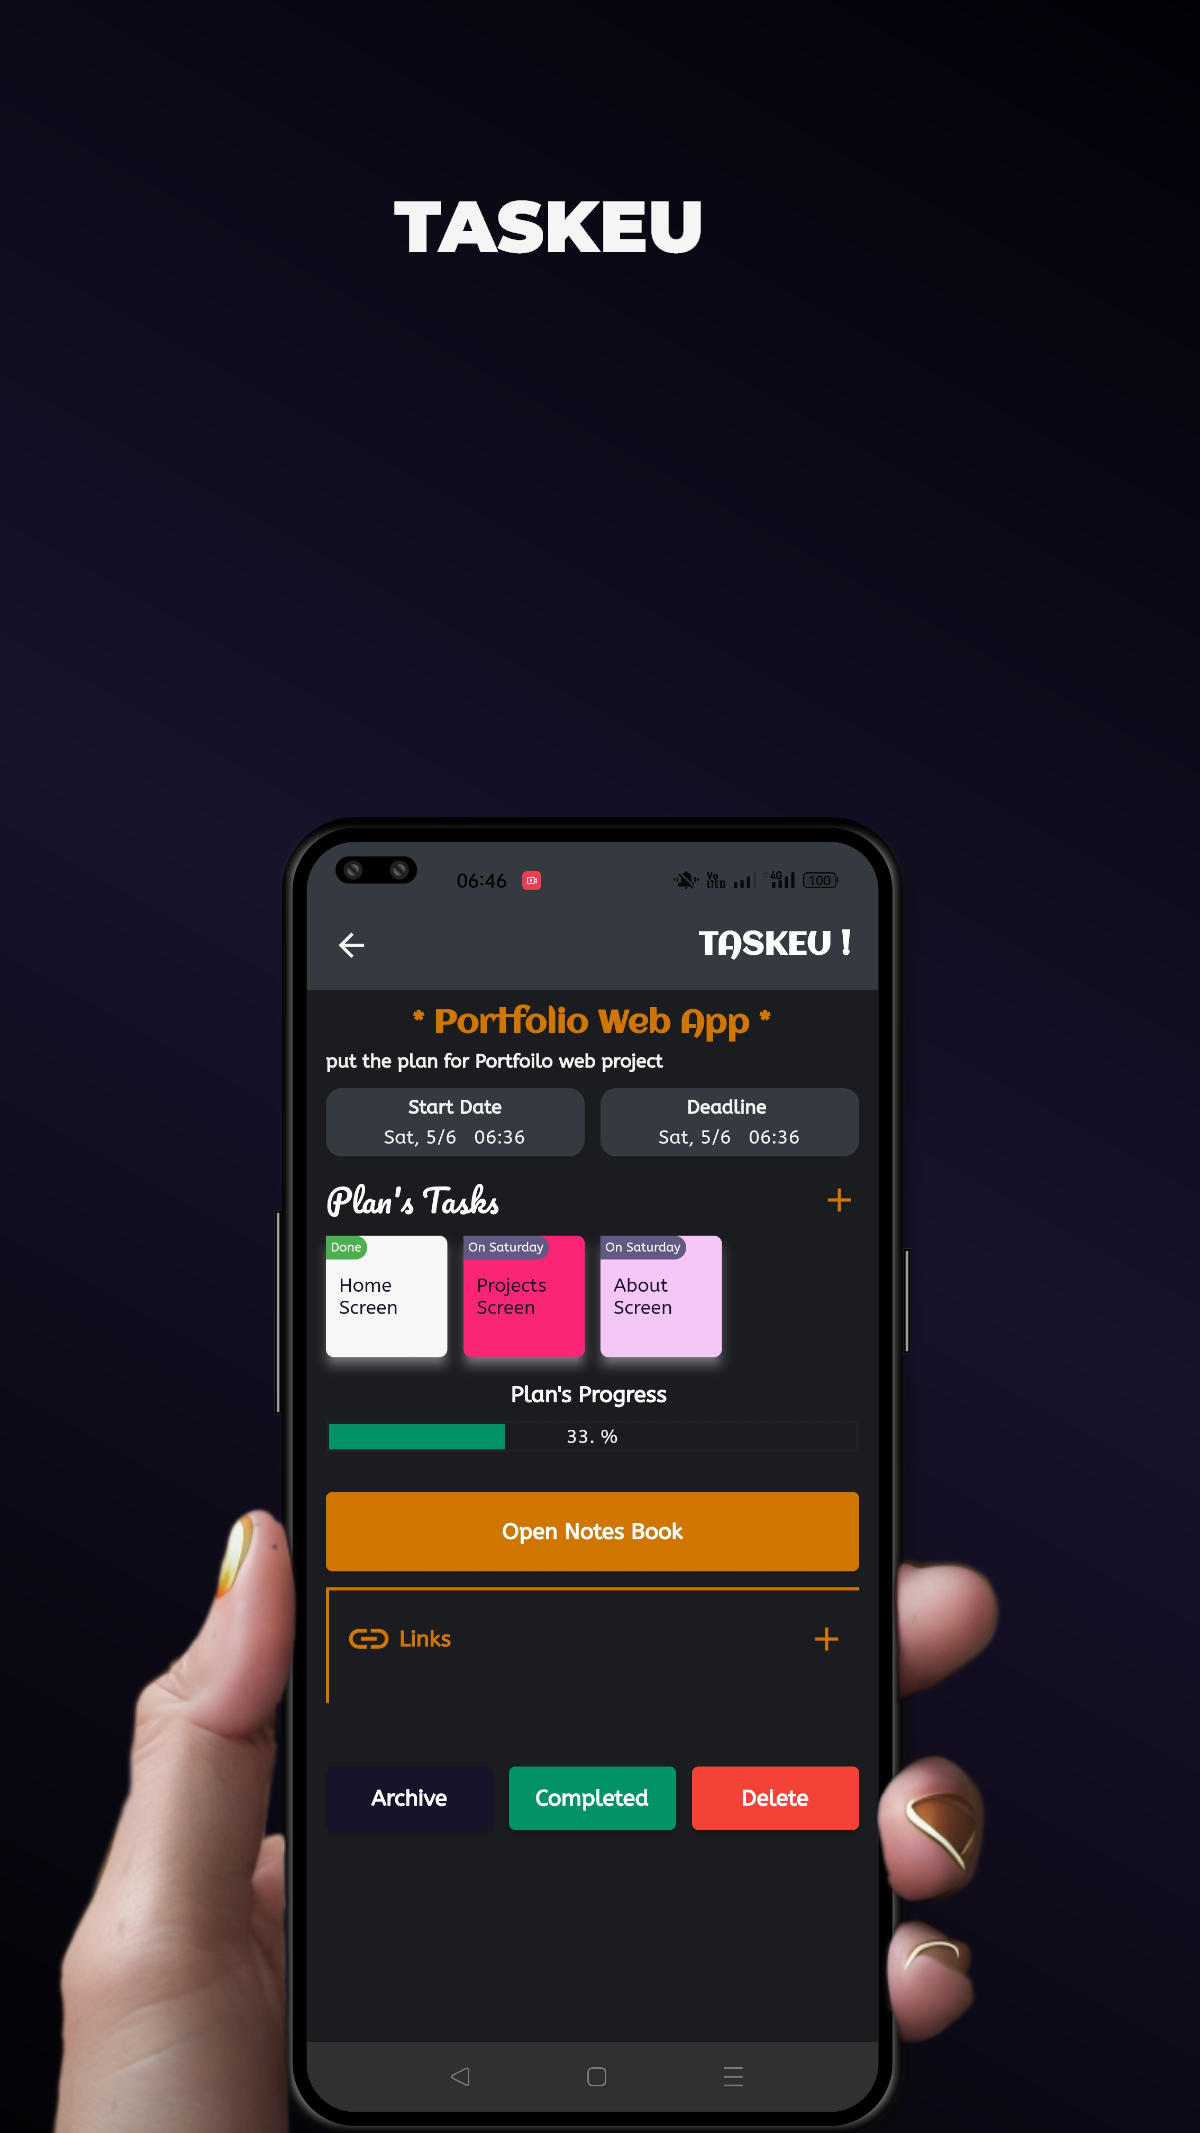 TASKEU
06:46
Vo
LTE
4G
100
TASKEU !
* Portfolio Web App *
put the plan for Portfoilo web project
Start Date
Sat, 5/6 06:36
Deadline
Sat, 5/6 06:36
Plan's Tasks
+
Done
Home
Screen
On Saturday
Projects
Screen
On Saturday
About
Screen
Plan's Progress
33. %
Open Notes Book
Links
+
Archive
Completed
Delete